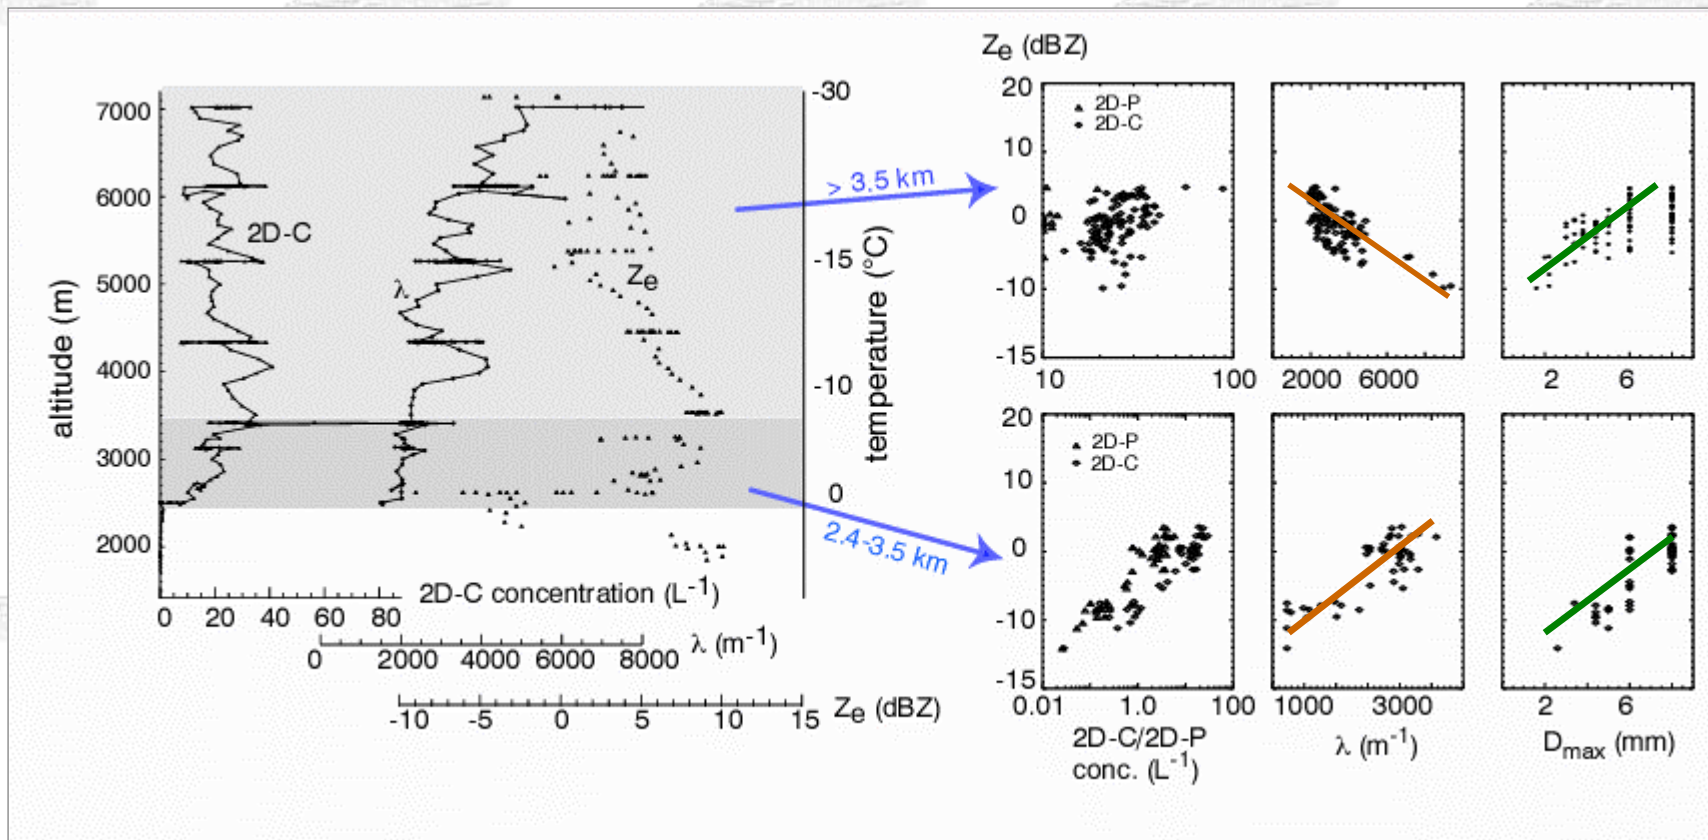 Ze (dBZ)
7000
6000
5000
4000
3000
2000
altitude (m)
2D-C
λ
Ze
-30
-15
-10
0
temperature (°C)
> 3.5 km
2.4-3.5 km
0 20 40 60 80 2D-C concentration (L-1)
0 2000 4000 6000 8000 λ (m-1)
-10 -5 0 5 10 15 Ze (dBZ)
20
10
0
-10
-15
2D-P
2D-C
10 100
2000 6000
2 6
20
10
0
-10
-15
2D-P
2D-C
0.01 1.0 100
1000 3000
2 6
2D-C/2D-P
conc. (L-1)
λ (m-1)
Dmax (mm)